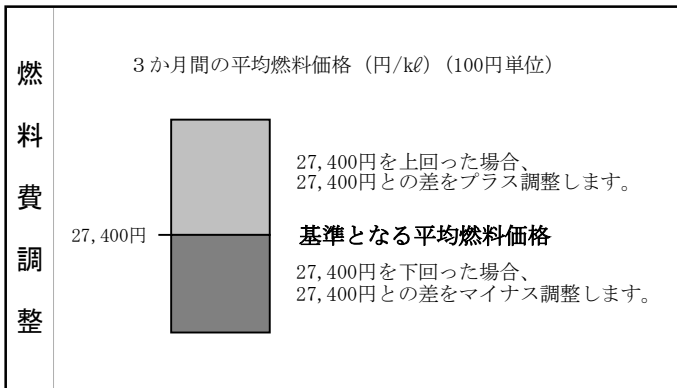 燃料費調整
3か月間の平均燃料価格（円/kℓ）(100円単位)
27,400円を上回った場合、
27,400円との差をプラス調整します。
27,400円
基準となる平均燃料価格
27,400円を下回った場合、
27,400円との差をマイナス調整します。